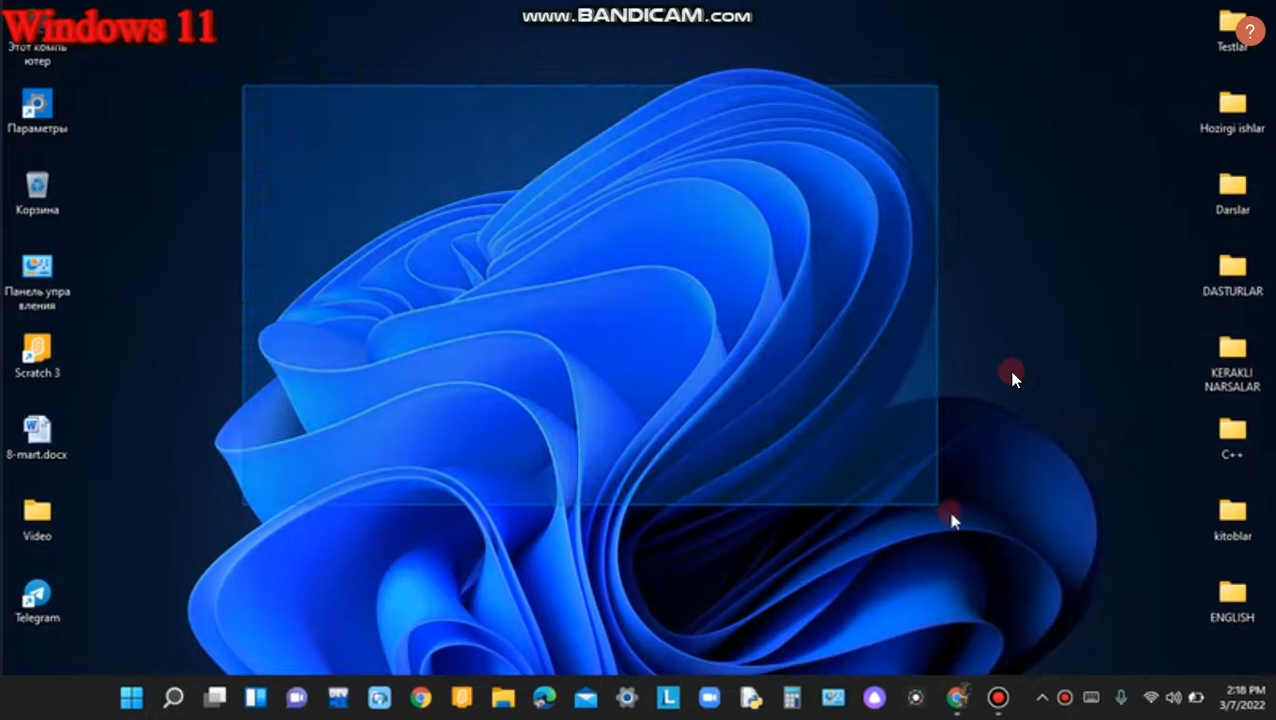 Windows 11
www.BANDICAM.com
Этот компь
ютер
Параметры
Корзина
Панель упра
вления
Scratch 3
8-mart.docx
Video
Telegram
Testlar
Hozirgi ishlar
Darslar
DASTURLAR
KERAKLI
NARSALAR
C++
kitoblar
ENGLISH
DEV
L
2:18 PM
3/7/2022